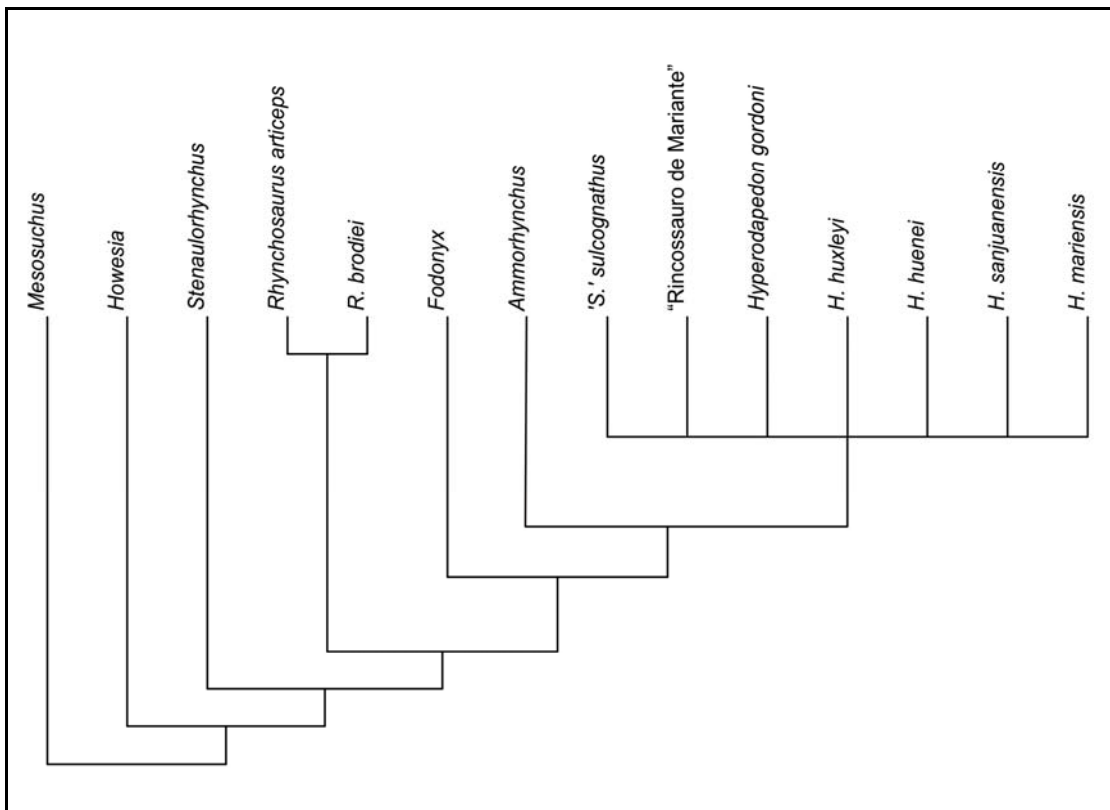 Mesosuchus
Howesia
Stenaulorhynchus
Rhynchosaurus articeps
R. brodiei
Fodonyx
Ammorhynchus
'S.' sulcognathus
“Rincossauro de Mariante”
Hyperodapedon gordoni
H. huxleyi
H. huenei
H. sanjuanensis
H. mariensis